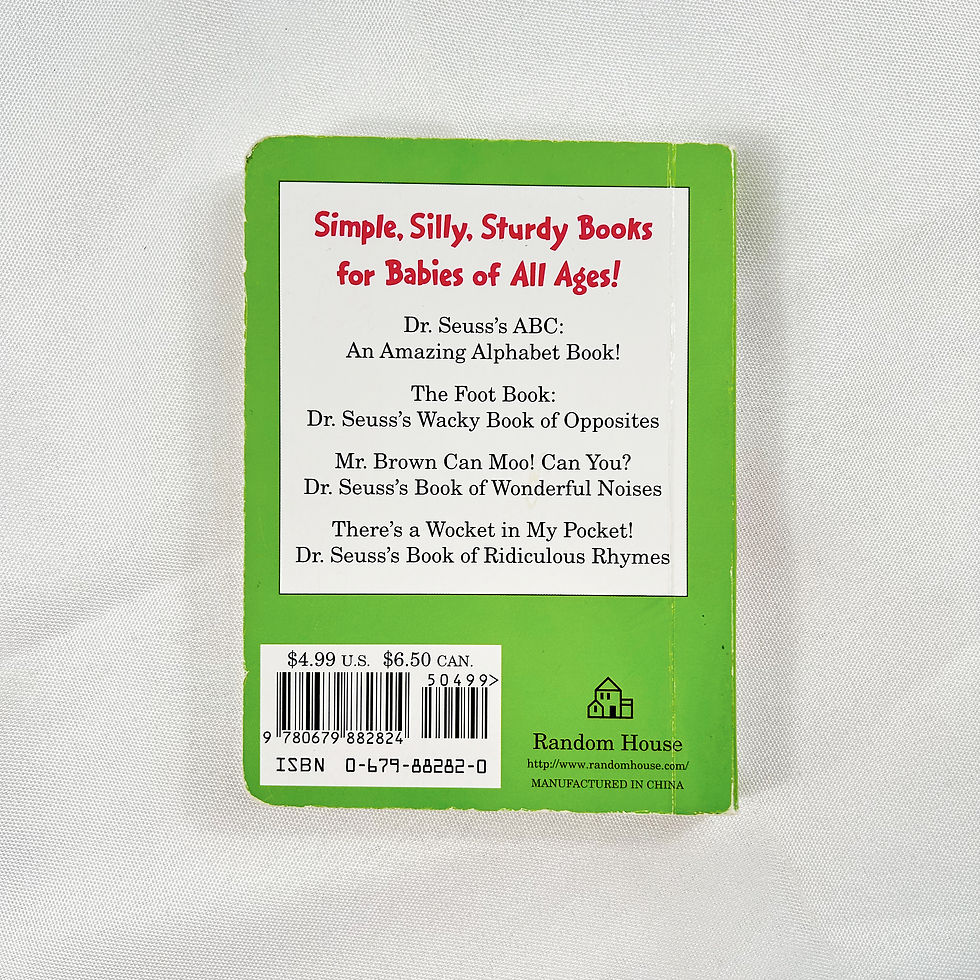 Simple, Silly, Sturdy Books
for Babies of All Ages!
Dr. Seuss's ABC:
An Amazing Alphabet Book!
The Foot Book:
Dr. Seuss's Wacky Book of Opposites
Mr. Brown Can Moo! Can You?
Dr. Seuss's Book of Wonderful Noises
There's a Wocket in My Pocket!
Dr. Seuss's Book of Ridiculous Rhymes
$4.99 U.S. $6.50 CAN.
50499>
9 780679 882824
ISBN 0-679-88282-0
Random House
http://www.randomhouse.com/
MANUFACTURED IN CHINA